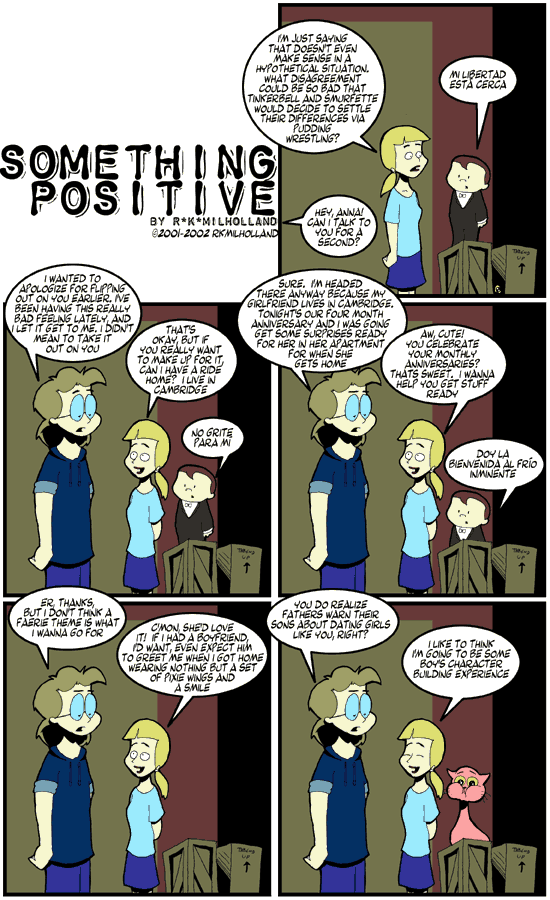 I'M JUST SAYING
THAT DOESN'T EVEN
MAKE SENSE IN A
HYPOTHETICAL SITUATION.
WHAT DISAGREEMENT
COULD BE SO BAD THAT
TINKERBELL AND SMURFETTE
WOULD DECIDE TO SETTLE
THEIR DIFFERENCES VIA
PUDDING
WRESTLING?
MI LIBERTAD
ESTÁ CERCA
SOMETHING
POSITIVE
BY R*K*MILHOLLAND
©2001-2002 RKMILHOLLAND
HEY, ANNA!
CAN I TALK TO
YOU FOR A
SECOND?
THIS
UP
I WANTED TO
APOLOGIZE FOR FLIPPING
OUT ON YOU EARLIER. I'VE
BEEN HAVING THIS REALLY
BAD FEELING LATELY, AND
I LET IT GET TO ME. I DIDN'T
MEAN TO TAKE IT
OUT ON YOU
THAT'S
OKAY, BUT IF
YOU REALLY WANT
TO MAKE UP FOR IT,
CAN I HAVE A RIDE
HOME? I LIVE IN
CAMBRIDGE
NO GRITE
PARA MI
UP
SURE. I'M HEADED
THERE ANYWAY BECAUSE MY
GIRLFRIEND LIVES IN CAMBRIDGE.
TONIGHT'S OUR FOUR MONTH
ANNIVERSARY AND I WAS GOING
GET SOME SURPRISES READY
FOR HER IN HER APARTMENT
FOR WHEN SHE
GETS HOME
AW, CUTE!
YOU CELEBRATE
YOUR MONTHLY
ANNIVERSARIES?
THATS SWEET. I WANNA
HELP YOU GET STUFF
READY
DOY LA
BIENVENIDA AL FRÍO
INMINENTE
UP
ER, THANKS,
BUT I DON'T THINK A
FAERIE THEME IS WHAT
I WANNA GO FOR
C'MON, SHE'D LOVE
IT! IF I HAD A BOYFRIEND,
I'D WANT, EVEN EXPECT HIM
TO GREET ME WHEN I GOT HOME
WEARING NOTHING BUT A SET
OF PIXIE WINGS AND
A SMILE
UP
YOU DO REALIZE
FATHERS WARN THEIR
SONS ABOUT DATING GIRLS
LIKE YOU, RIGHT?
I LIKE TO THINK
I'M GOING TO BE SOME
BOY'S CHARACTER
BUILDING EXPERIENCE
UP